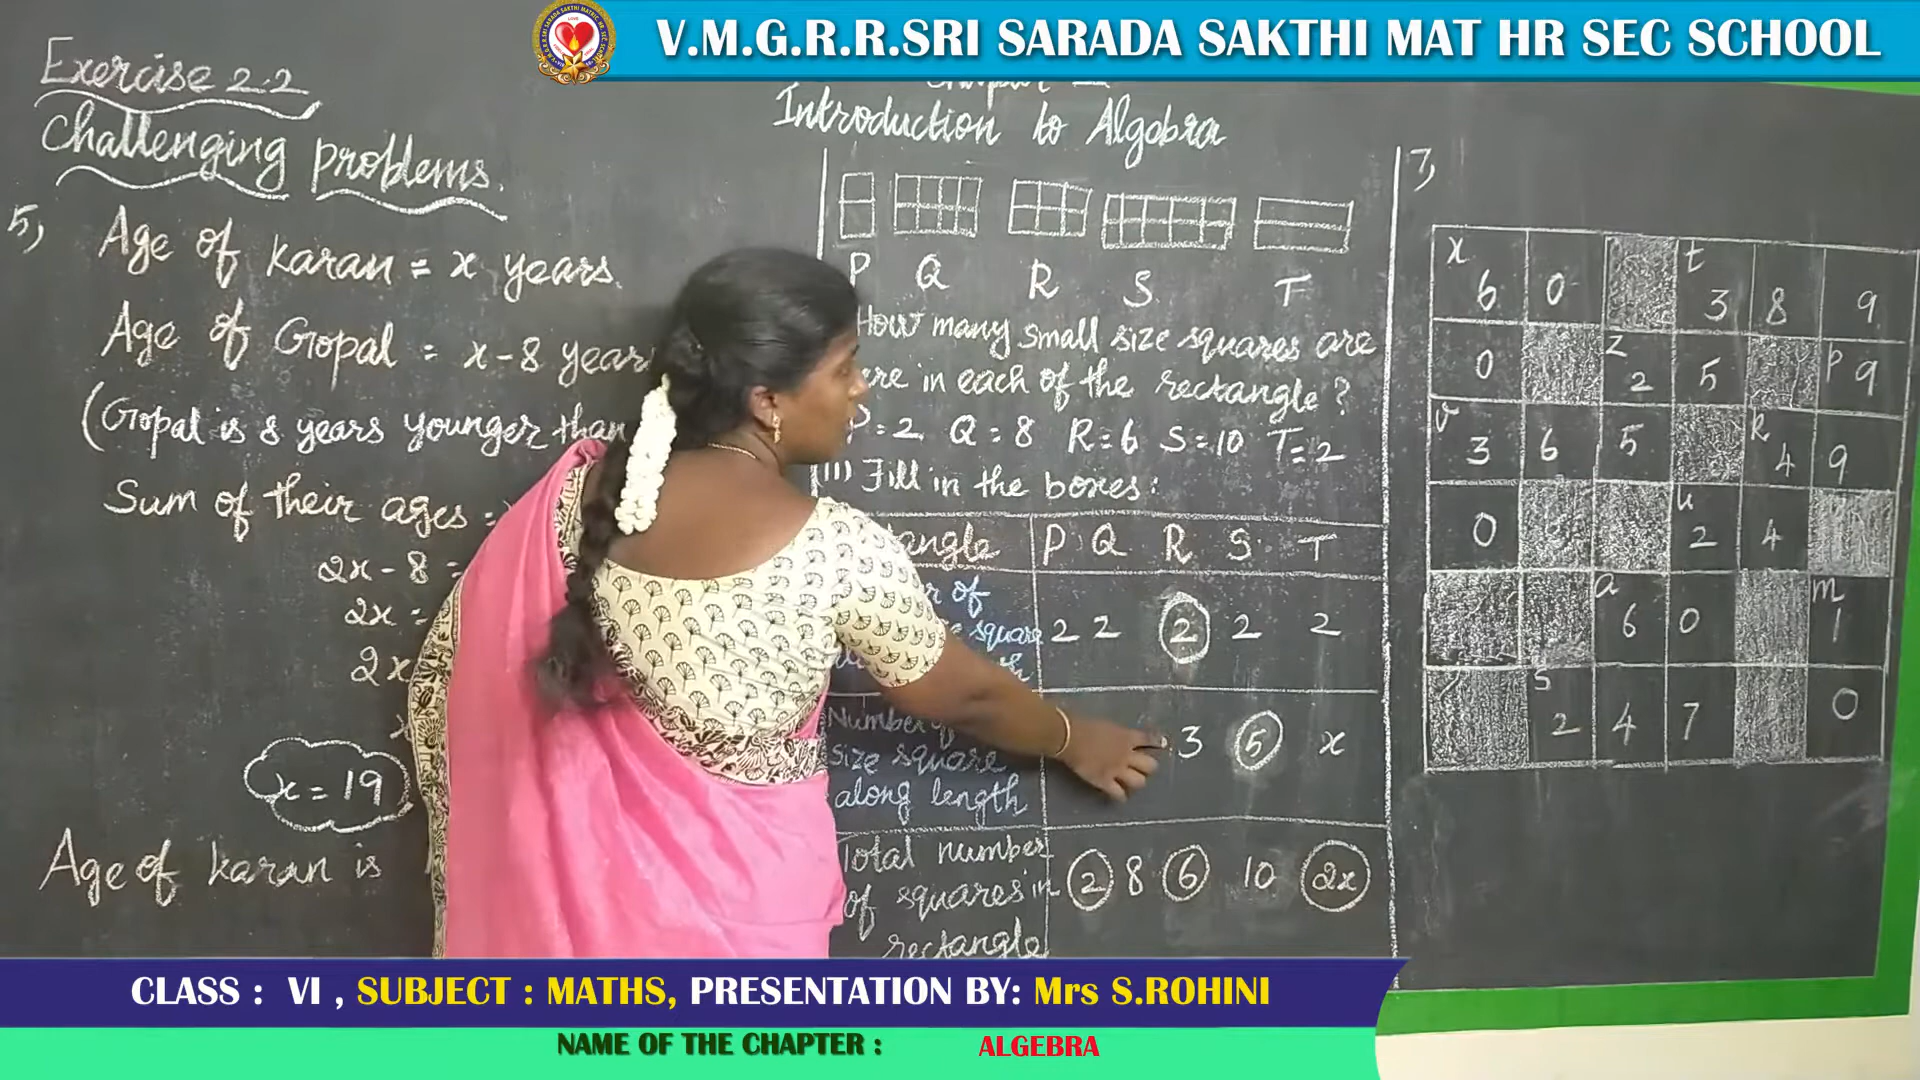 V.M.G.R.R.SRI SARADA SAKTHI MAT HR SEC SCHOOL
Exercise 2.2
Challenging problems.
5,
Age of Karan = x years.
Age of Gopal = x - 8 years
(Gopal is 8 years younger than
Sum of their ages =
2x - 8 =
2x =
2x
x = 19
Age of Karan is
Introduction to Algebra
P Q R S T
How many small size squares are
in each of the rectangle?
P = 2 Q = 8 R = 6 S = 10 T = 2
Fill in the boxes:
P Q R S T
of
square
2 2 2 2 2
Number
size square
along length
3 5 x
Total number
of squares in
rectangle
2 8 6 10 2x
7,
x 6 0 t 3 8 9
0 z 2 5 P 9
v 3 6 5 R 4 9
0 u 2 4
a 6 0 m 1
s 2 4 7 0
CLASS : VI , SUBJECT : MATHS, PRESENTATION BY: Mrs S.ROHINI
NAME OF THE CHAPTER : ALGEBRA